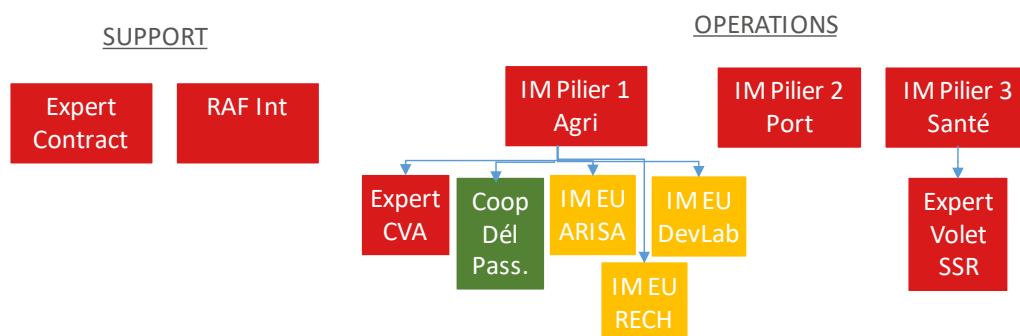 SUPPORT
OPERATIONS
Expert
Contract
RAF Int
IM Pilier 1
Agri
IM Pilier 2
Port
IM Pilier 3
Santé
Expert
CVA
Coop
Dél
Pass.
IM EU
ARISA
IM EU
DevLab
Expert
Volet
SSR
IM EU
RECH